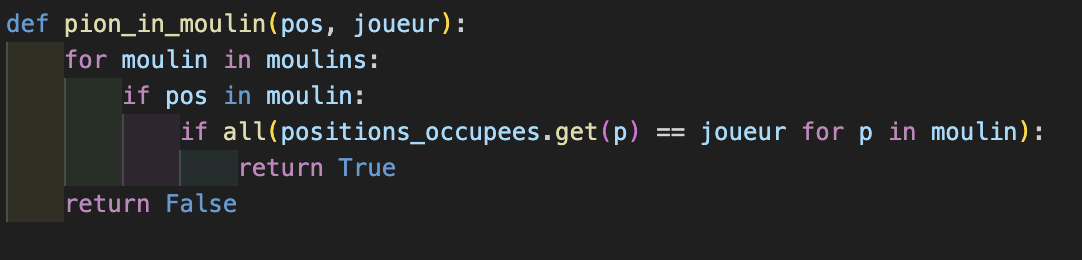 def pion_in_moulin(pos, joueur):
    for moulin in moulins:
        if pos in moulin:
            if all(positions_occupees.get(p) == joueur for p in moulin):
                return True
    return False